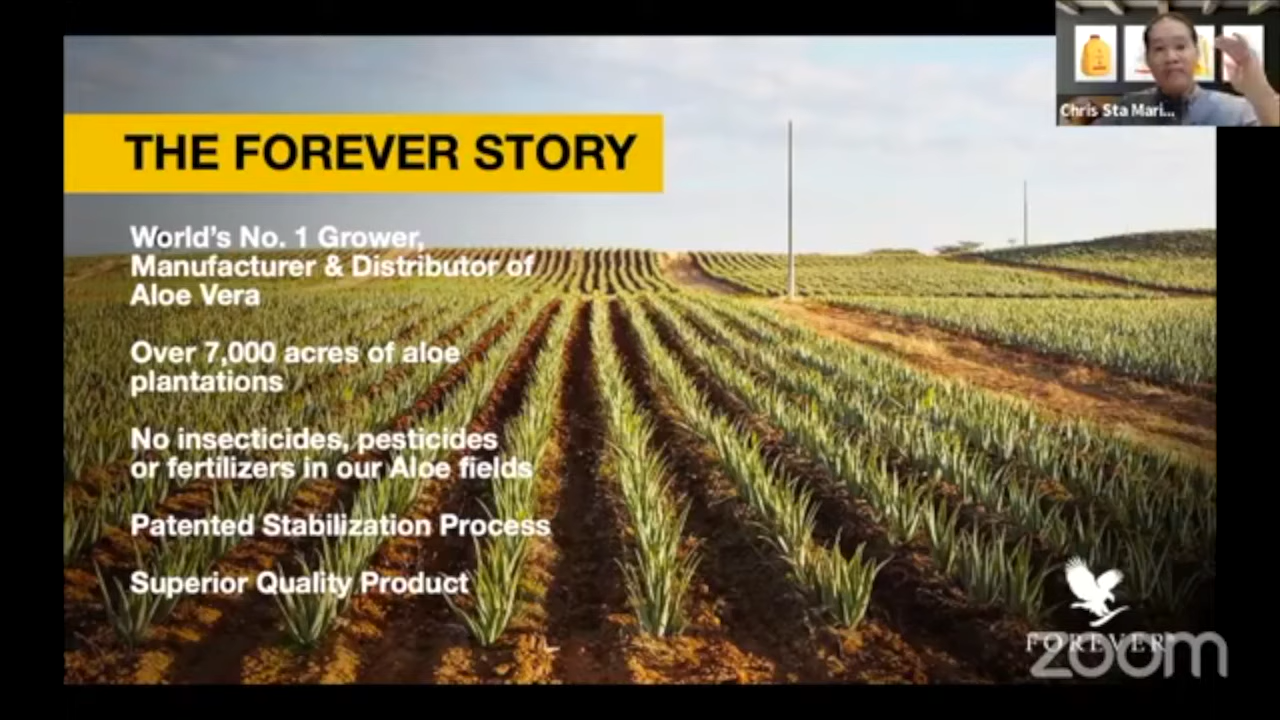 THE FOREVER STORY
World's No. 1 Grower,
Manufacturer & Distributor of
Aloe Vera
Over 7,000 acres of aloe
plantations
No insecticides, pesticides
or fertilizers in our Aloe fields
Patented Stabilization Process
Superior Quality Product
Chris Sta Mari...
FOREVER
zoom